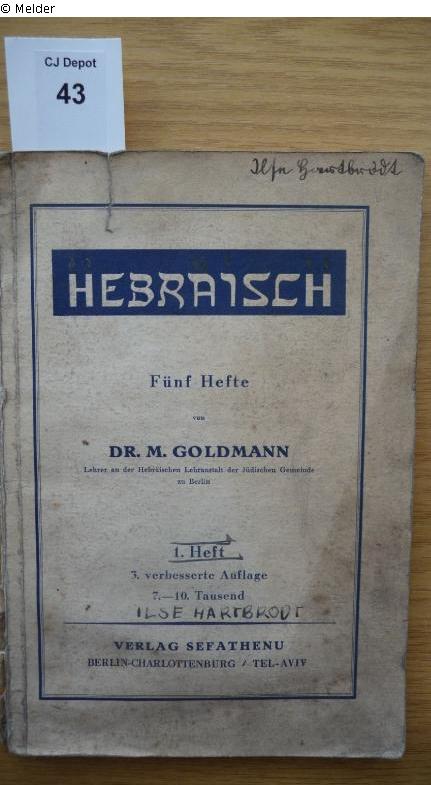 © Melder
CJ Depot
43
Ilse Hartbrodt
HEBRAISCH
Fünf Hefte
von
DR. M. GOLDMANN
Lehrer an der Hebräischen Lehranstalt der Jüdischen Gemeinde
zu Berlin
1. Heft
3. verbesserte Auflage
7.—10. Tausend
ILSE HARTBRODT
VERLAG SEFATHENU
BERLIN-CHARLOTTENBURG / TEL-AVIV